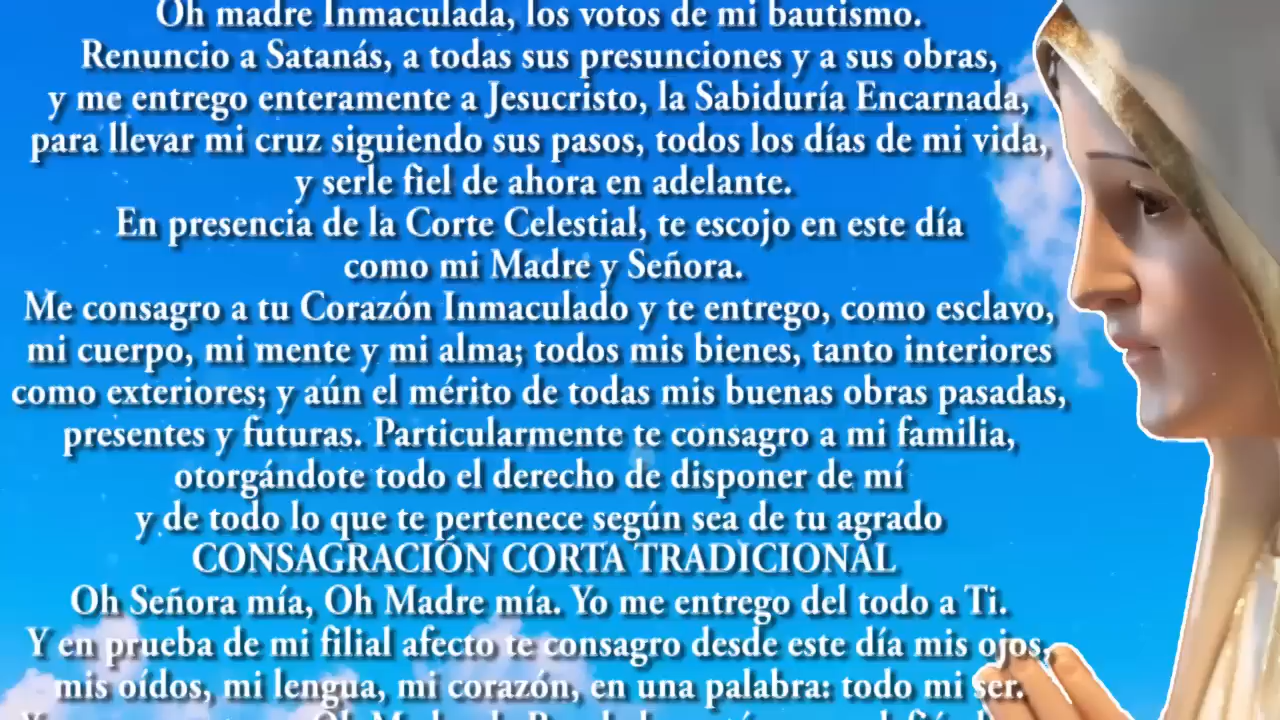 Oh madre Inmaculada, los votos de mi bautismo.
Renuncio a Satanás, a todas sus presunciones y a sus obras,
y me entrego enteramente a Jesucristo, la Sabiduría Encarnada,
para llevar mi cruz siguiendo sus pasos, todos los días de mi vida,
y serle fiel de ahora en adelante.
En presencia de la Corte Celestial, te escojo en este día
como mi Madre y Señora.
Me consagro a tu Corazón Inmaculado y te entrego, como esclavo,
mi cuerpo, mi mente y mi alma; todos mis bienes, tanto interiores
como exteriores; y aún el mérito de todas mis buenas obras pasadas,
presentes y futuras. Particularmente te consagro a mi familia,
otorgándote todo el derecho de disponer de mí
y de todo lo que te pertenece según sea de tu agrado
CONSAGRACIÓN CORTA TRADICIONAL
Oh Señora mía, Oh Madre mía. Yo me entrego del todo a Ti.
Y en prueba de mi filial afecto te consagro desde este día mis ojos,
mis oídos, mi lengua, mi corazón, en una palabra: todo mi ser.